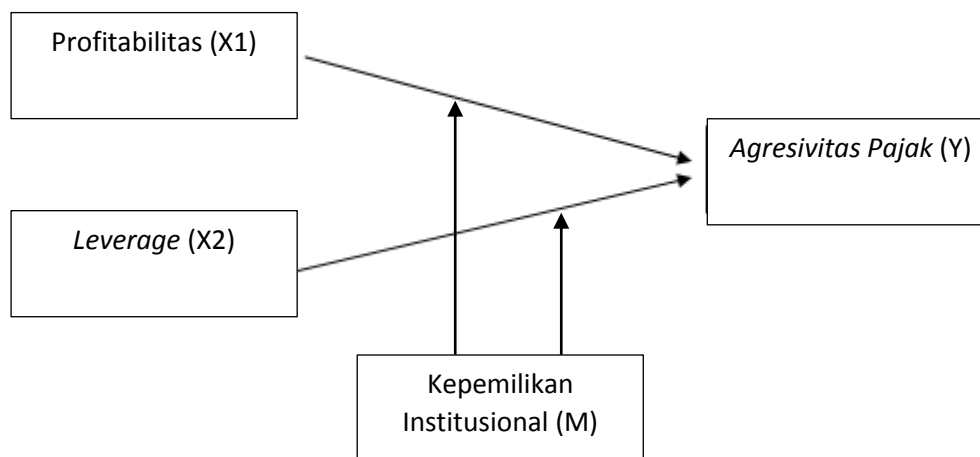 Profitabilitas (X1)
Agresivitas Pajak (Y)
Leverage (X2)
Kepemilikan
Institusional (M)